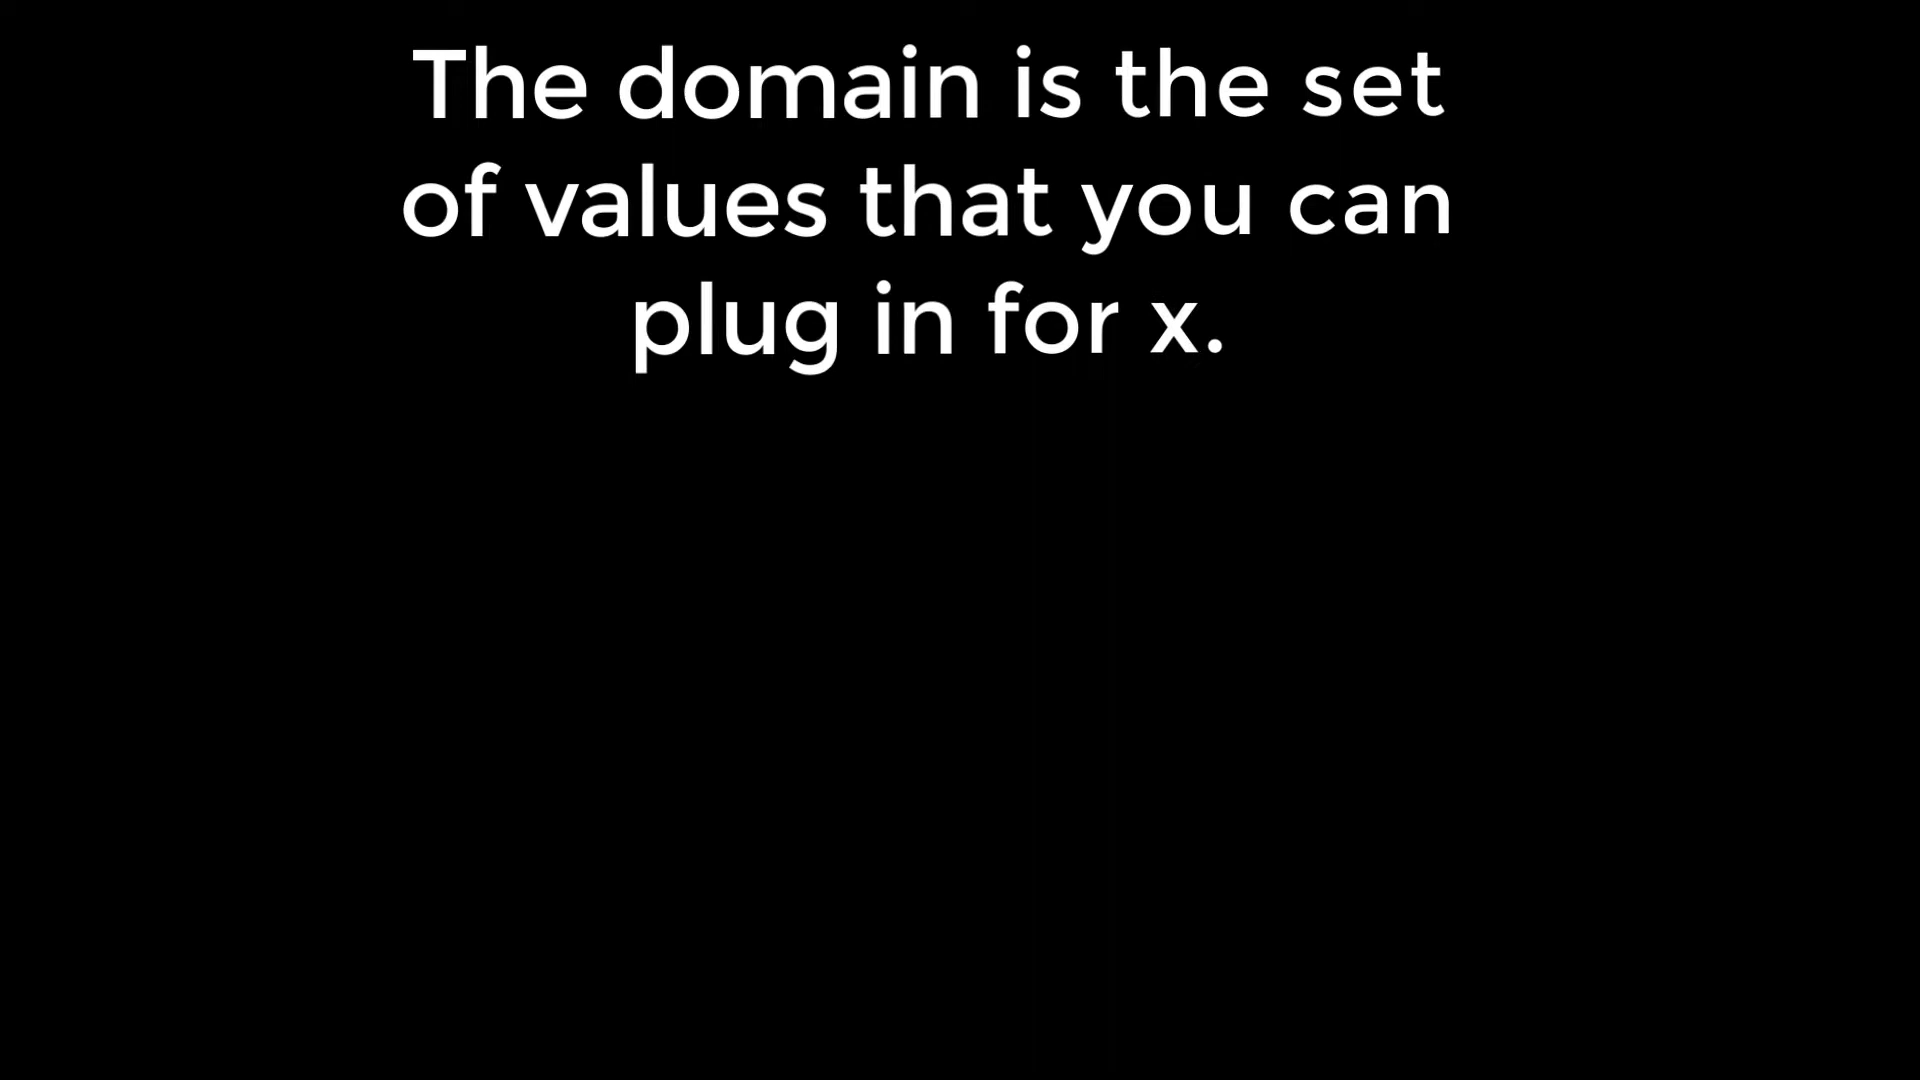 The domain is the set
of values that you can
plug in for x.